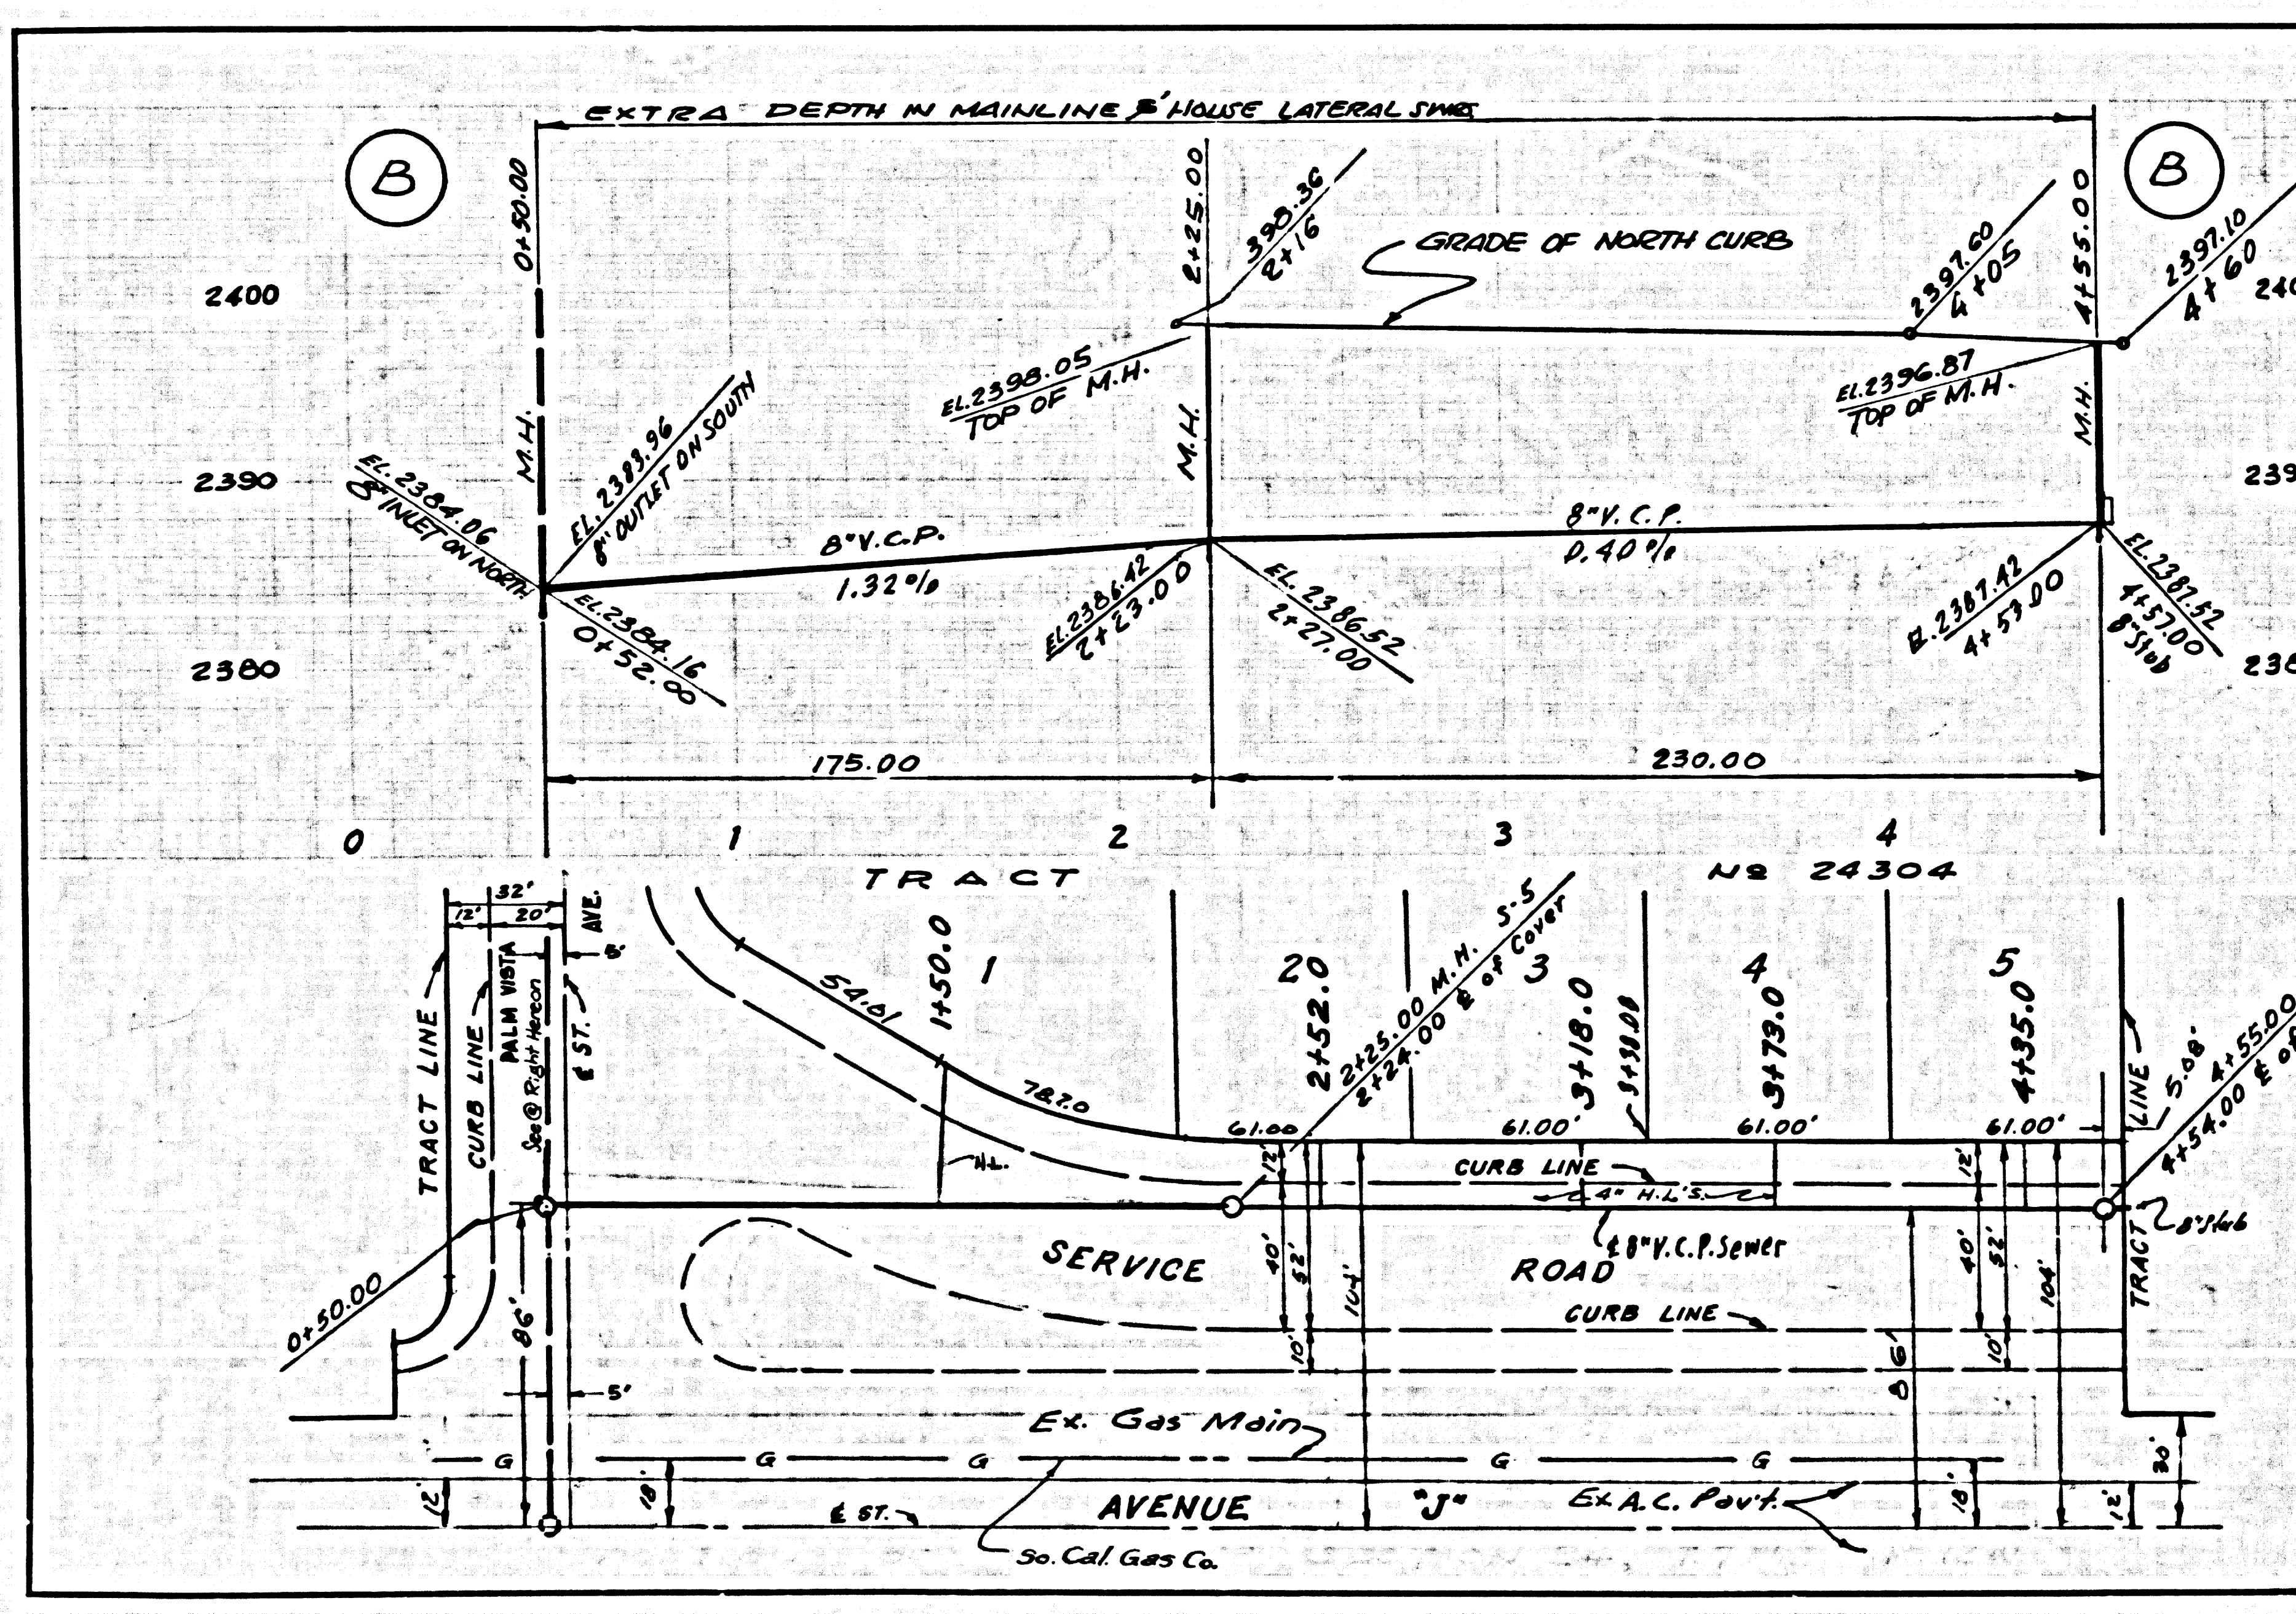 EXTRA DEPTH IN MAINLINE & HOUSE LATERAL SWRS
B
B
0+50.00
2+25.00
398.36
2+16
GRADE OF NORTH CURB
2397.60
4+05
4+55.00
2397.10
4+60
2400
240
EL.2398.05
TOP OF M.H.
EL.2396.87
TOP OF M.H.
M.H.
M.H.
M.H.
2390
239
EL.2384.06
8" INLET ON NORTH
EL.2383.96
8" OUTLET ON SOUTH
8" V.C.P.
1.32%
8" V.C.P.
0.40%
EL.2384.16
0+52.00
EL.2386.42
2+23.00
EL.2386.52
2+27.00
EL.2387.42
4+53.00
EL.2387.52
4+57.00
8" Stub
2380
238
175.00
230.00
0
1
2
3
4
TRACT
No 24304
32'
12'
20'
5'
TRACT LINE
CURB LINE
PALM VISTA
AVE.
See @ Right Hereon
℄ ST.
54.01
1+50.0
1
78.70
2
2+52.0
2+25.00 M.H. S-5
2+24.00 ℄ of Cover
3
3+18.0
3+38.00
4
3+73.0
5
4+35.0
LINE
5.08'
4+55.00
4+54.00 ℄ of
61.00
61.00'
61.00'
61.00'
H.L.
12'
CURB LINE
4" H.L'S.
12'
8" Stub
℄ 8" V.C.P. Sewer
SERVICE
ROAD
40'
52'
104'
40'
52'
104'
TRACT
CURB LINE
0+50.00
86'
10'
86'
10'
5'
Ex. Gas Main
G
G
G
G
G
12'
18'
℄ ST.
AVENUE
"J"
Ex A.C. Pav't.
18'
12'
30'
So. Cal. Gas Co.